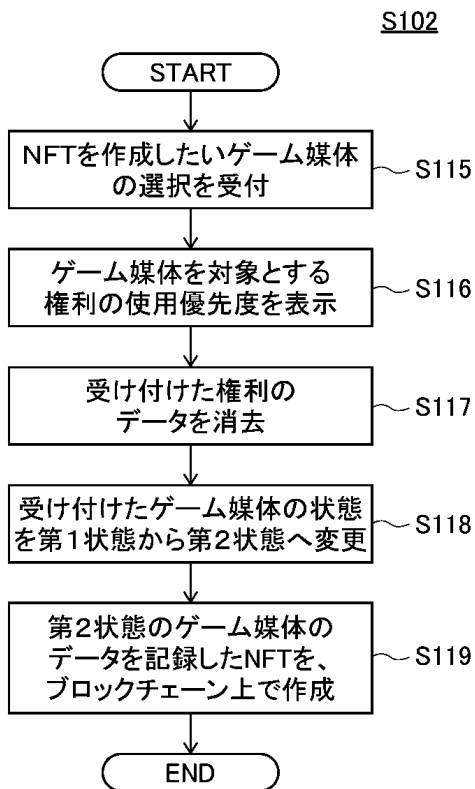 S102
START
NFTを作成したいゲーム媒体
の選択を受付
S115
ゲーム媒体を対象とする
権利の使用優先度を表示
S116
受け付けた権利の
データを消去
S117
受け付けたゲーム媒体の状態
を第1状態から第2状態へ変更
S118
第2状態のゲーム媒体の
データを記録したNFTを、
ブロックチェーン上で作成
S119
END